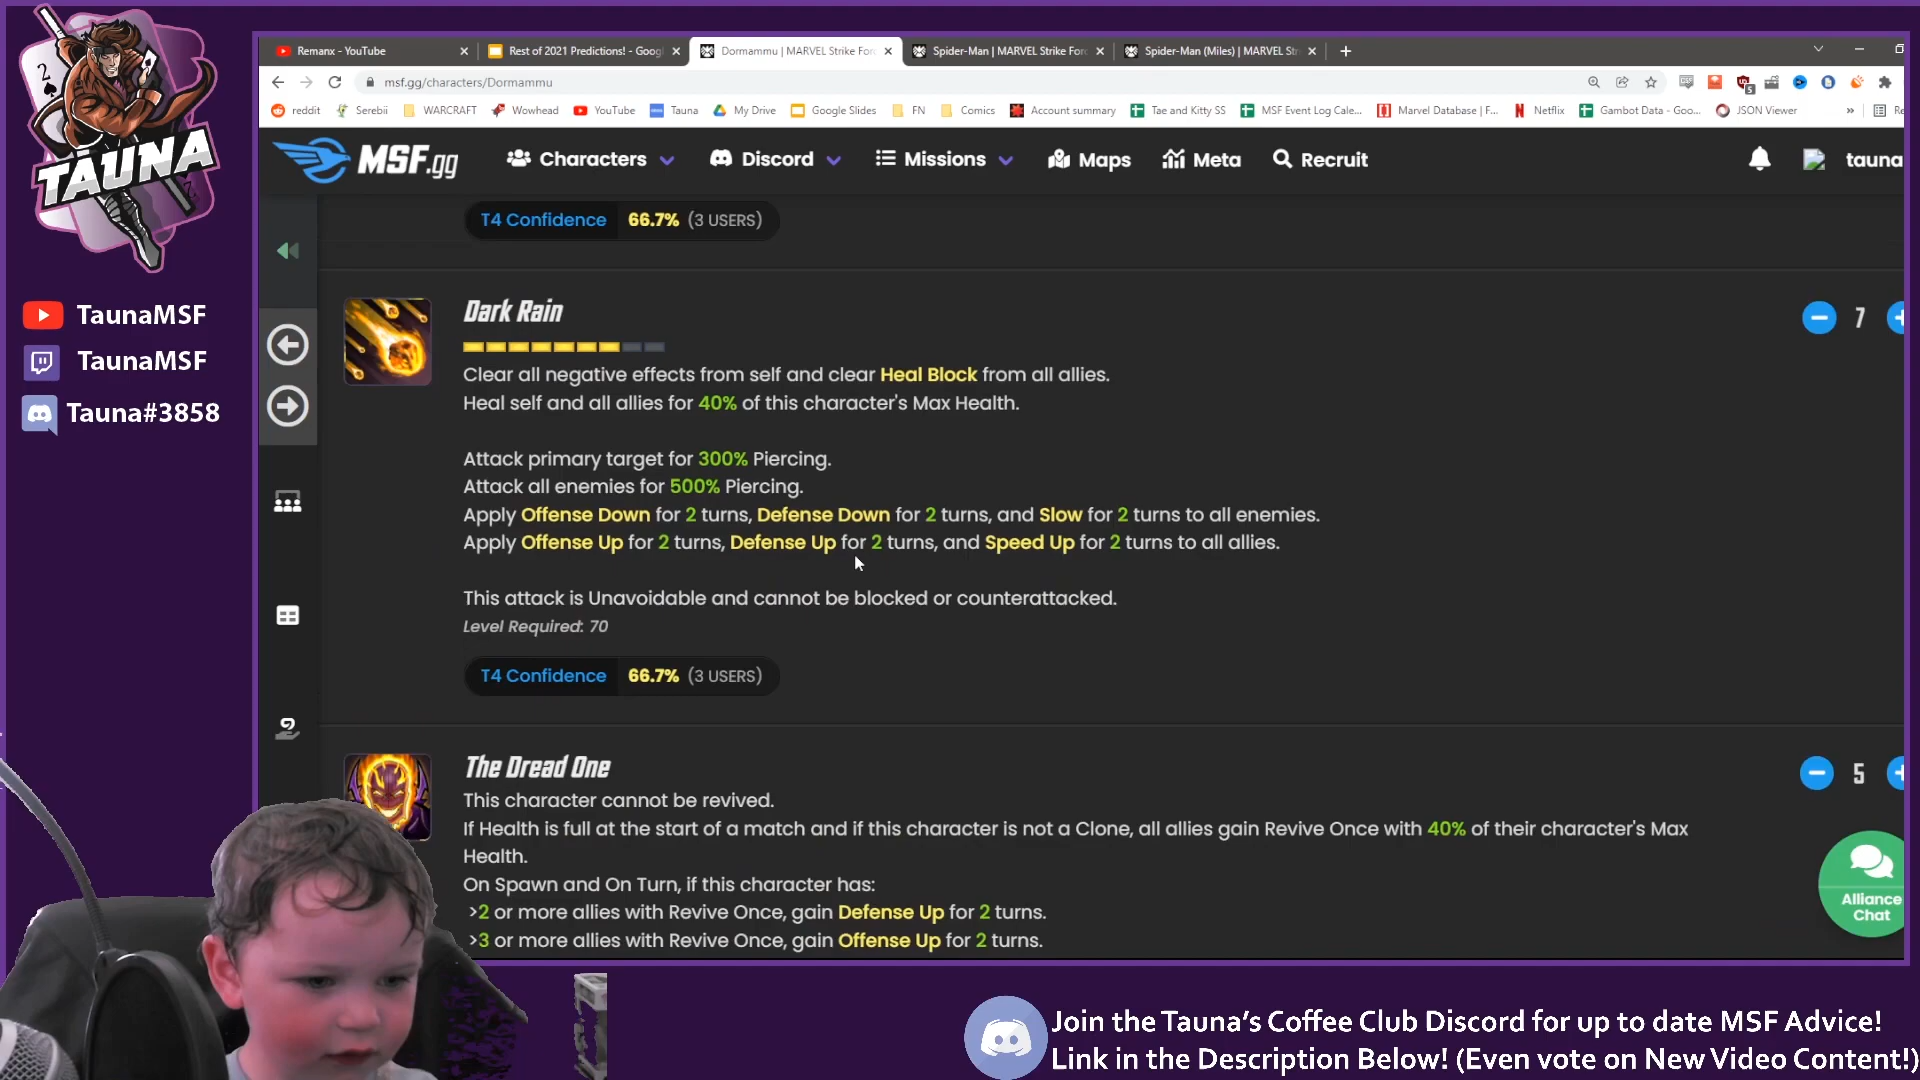 Remanx - YouTube
Rest of 2021 Predictions! - Googl
Dormammu | MARVEL Strike Forc
Spider-Man | MARVEL Strike Forc
Spider-Man (Miles) | MARVEL Str
msf.gg/characters/Dormammu
5
reddit
Serebii
WARCRAFT
Wowhead
YouTube
Tauna
My Drive
Google Slides
FN
Comics
Account summary
Tae and Kitty SS
MSF Event Log Cale...
Marvel Database | F...
Netflix
Gambot Data - Goo...
JSON Viewer
»
Re
MSF.gg
Characters
Discord
Missions
Maps
Meta
Recruit
tauna
2
TAUNA
TaunaMSF
TaunaMSF
Tauna#3858
T4 Confidence 66.7% (3 USERS)
Dark Rain
7
Clear all negative effects from self and clear Heal Block from all allies.
Heal self and all allies for 40% of this character's Max Health.
Attack primary target for 300% Piercing.
Attack all enemies for 500% Piercing.
Apply Offense Down for 2 turns, Defense Down for 2 turns, and Slow for 2 turns to all enemies.
Apply Offense Up for 2 turns, Defense Up for 2 turns, and Speed Up for 2 turns to all allies.
This attack is Unavoidable and cannot be blocked or counterattacked.
Level Required: 70
T4 Confidence 66.7% (3 USERS)
The Dread One
5
This character cannot be revived.
If Health is full at the start of a match and if this character is not a Clone, all allies gain Revive Once with 40% of their character's Max
Health.
On Spawn and On Turn, if this character has:
>2 or more allies with Revive Once, gain Defense Up for 2 turns.
>3 or more allies with Revive Once, gain Offense Up for 2 turns.
Alliance
Chat
Join the Tauna's Coffee Club Discord for up to date MSF Advice!
Link in the Description Below! (Even vote on New Video Content!)